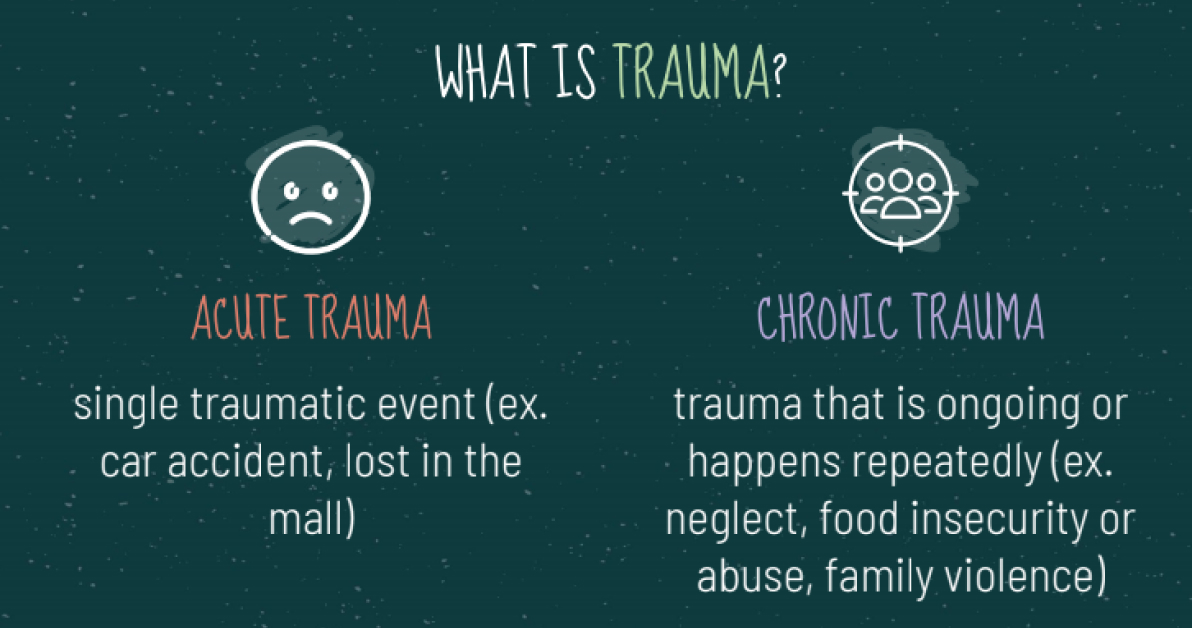 WHAT IS TRAUMA?
ACUTE TRAUMA
single traumatic event (ex.
car accident, lost in the
mall)
CHRONIC TRAUMA
trauma that is ongoing or
happens repeatedly (ex.
neglect, food insecurity or
abuse, family violence)